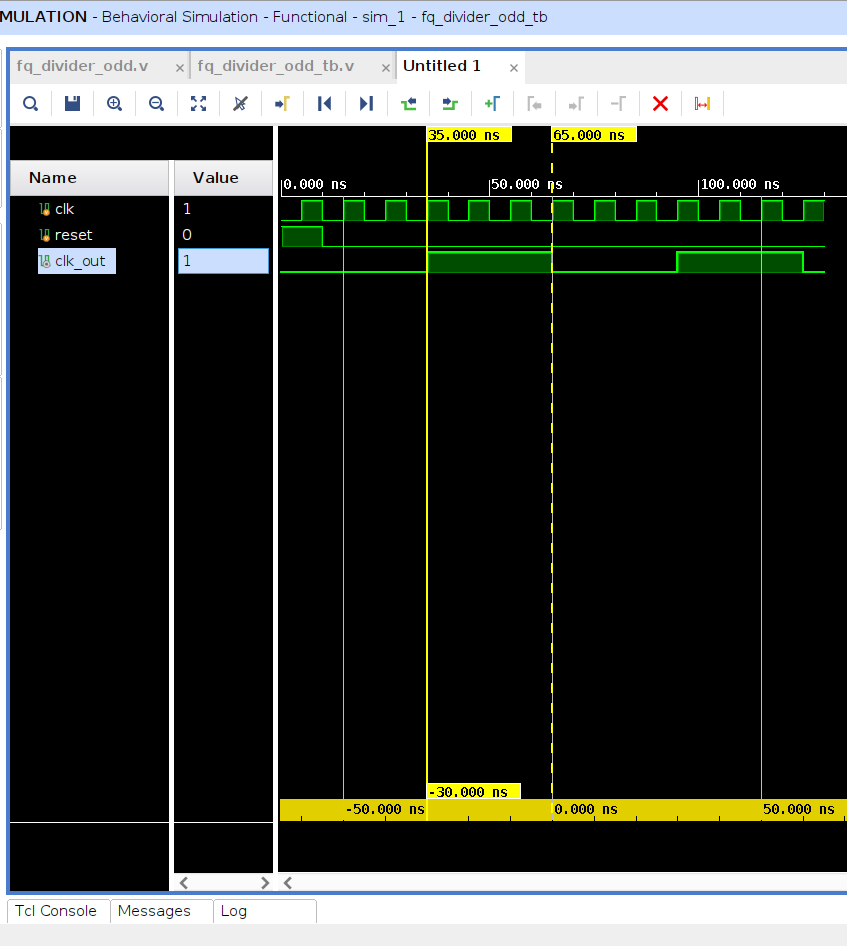 MULATION - Behavioral Simulation - Functional - sim_1 - fq_divider_odd_tb
fq_divider_odd.v × fq_divider_odd_tb.v × Untitled 1 ×
35.000 ns 65.000 ns
Name Value 0.000 ns 50.000 ns 100.000 ns
clk 1
reset 0
clk_out 1
-30.000 ns
-50.000 ns 0.000 ns 50.000 ns
Tcl Console Messages Log